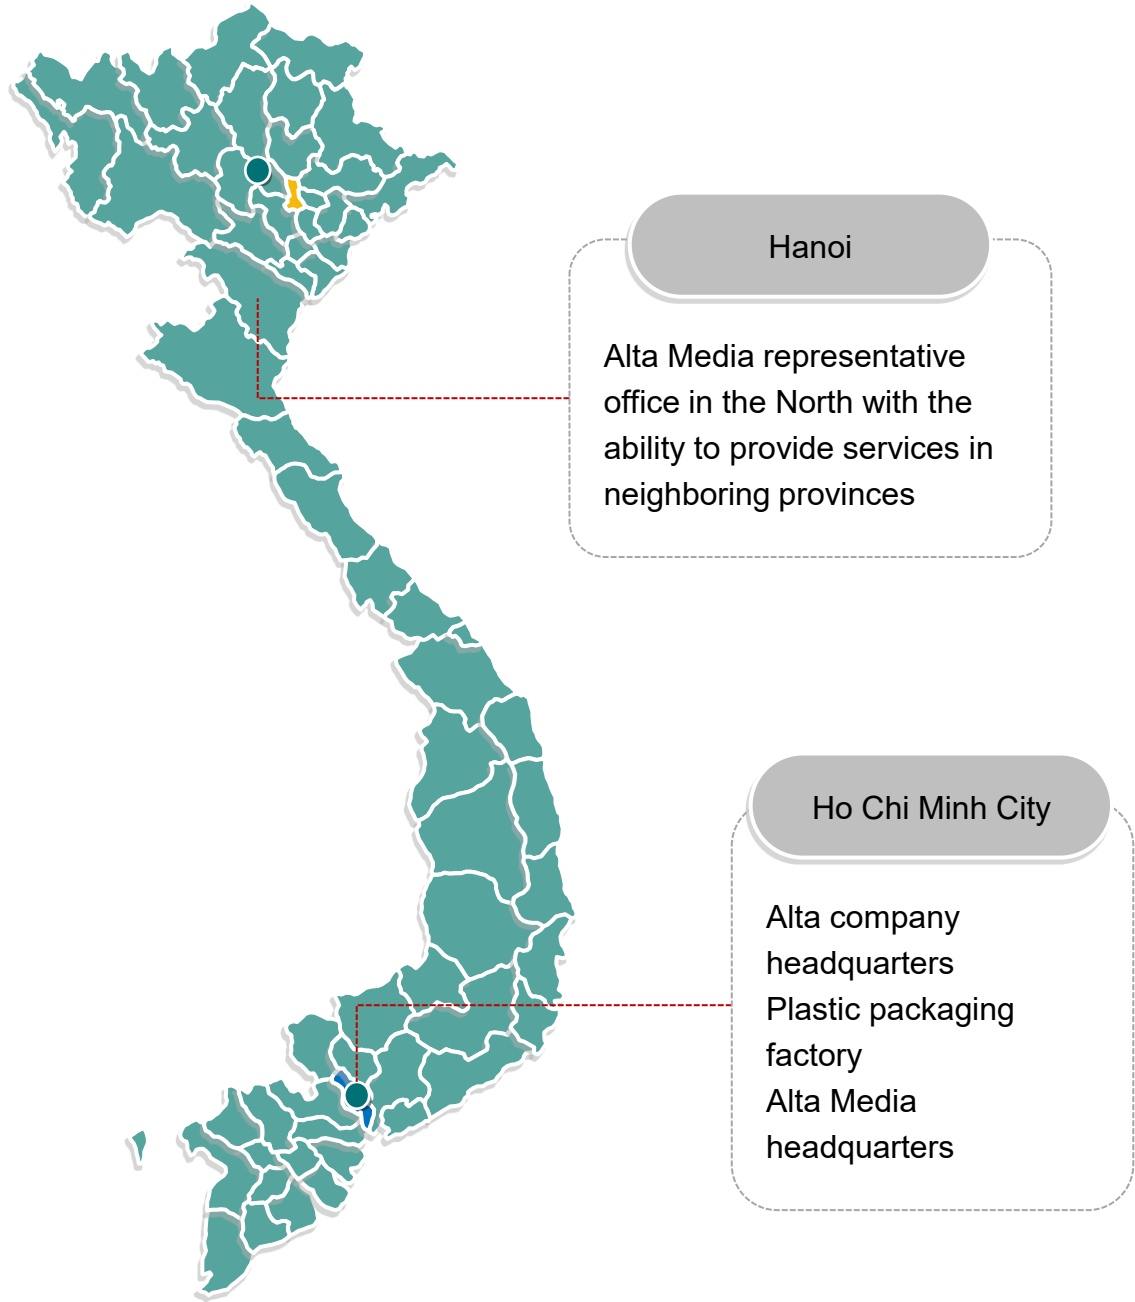 Hanoi
Alta Media representative
office in the North with the
ability to provide services in
neighboring provinces
Ho Chi Minh City
Alta company
headquarters
Plastic packaging
factory
Alta Media
headquarters